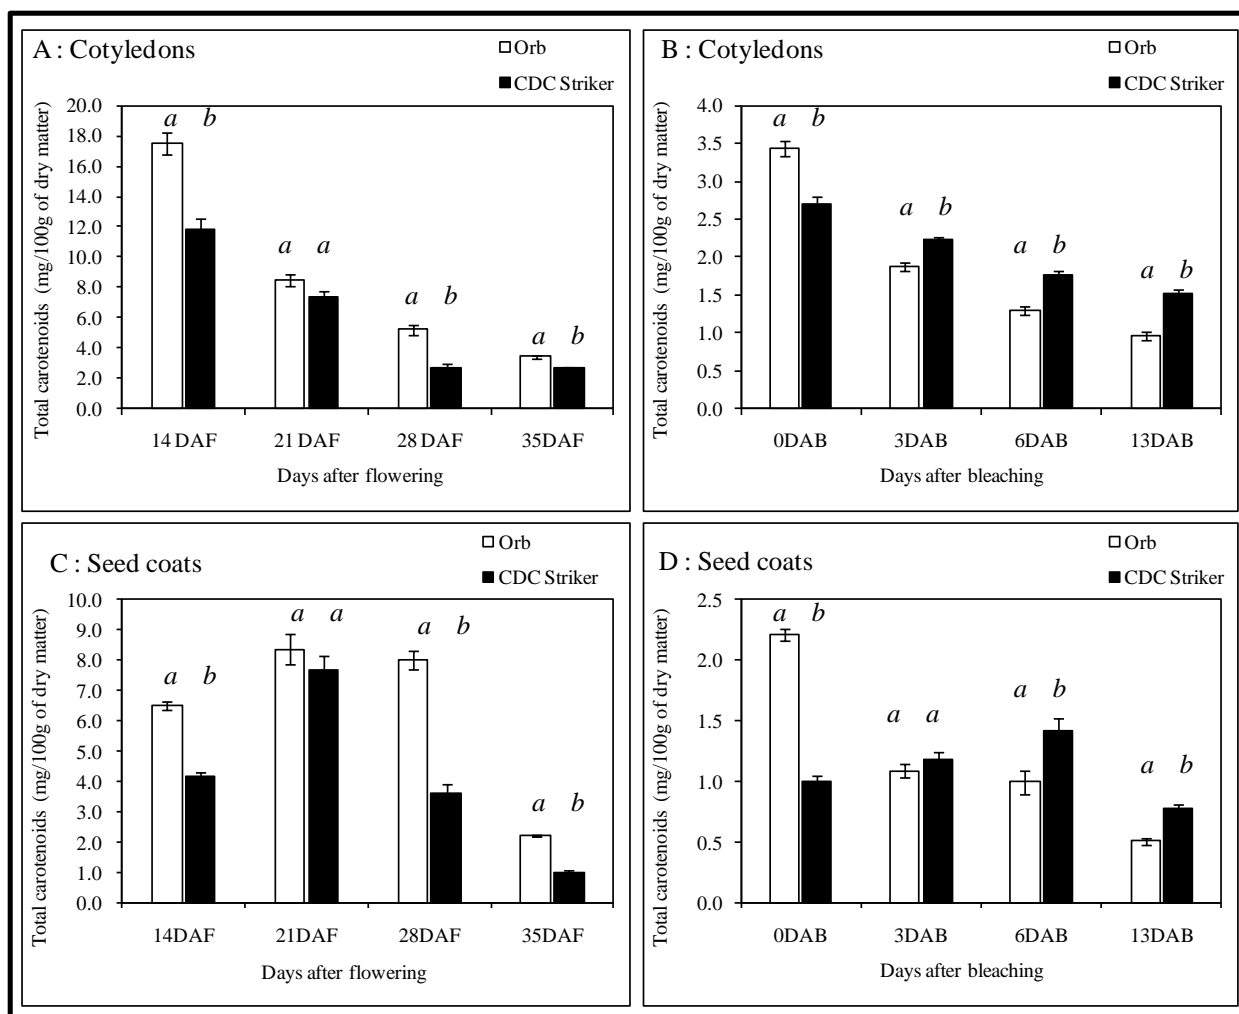 A : Cotyledons
Orb
CDC Striker
Total carotenoids (mg/100g of dry matter)
20.0
18.0
16.0
14.0
12.0
10.0
8.0
6.0
4.0
2.0
0.0
a b
a a
a b
a b
14 DAF 21 DAF 28 DAF 35DAF
Days after flowering
B : Cotyledons
Orb
CDC Striker
Total carotenoids (mg/100g of dry matter)
4.0
3.5
3.0
2.5
2.0
1.5
1.0
0.5
0.0
a b
a b
a b
a b
0DAB 3DAB 6DAB 13DAB
Days after bleaching
C : Seed coats
Orb
CDC Striker
Total carotenoids (mg/100g of dry matter)
10.0
9.0
8.0
7.0
6.0
5.0
4.0
3.0
2.0
1.0
0.0
a b
a a
a b
a b
14DAF 21DAF 28DAF 35DAF
Days after flowering
D : Seed coats
Orb
CDC Striker
Total carotenoids (mg/100g of dry matter)
2.5
2.0
1.5
1.0
0.5
0.0
a b
a a
a b
a b
0DAB 3DAB 6DAB 13DAB
Days after bleaching